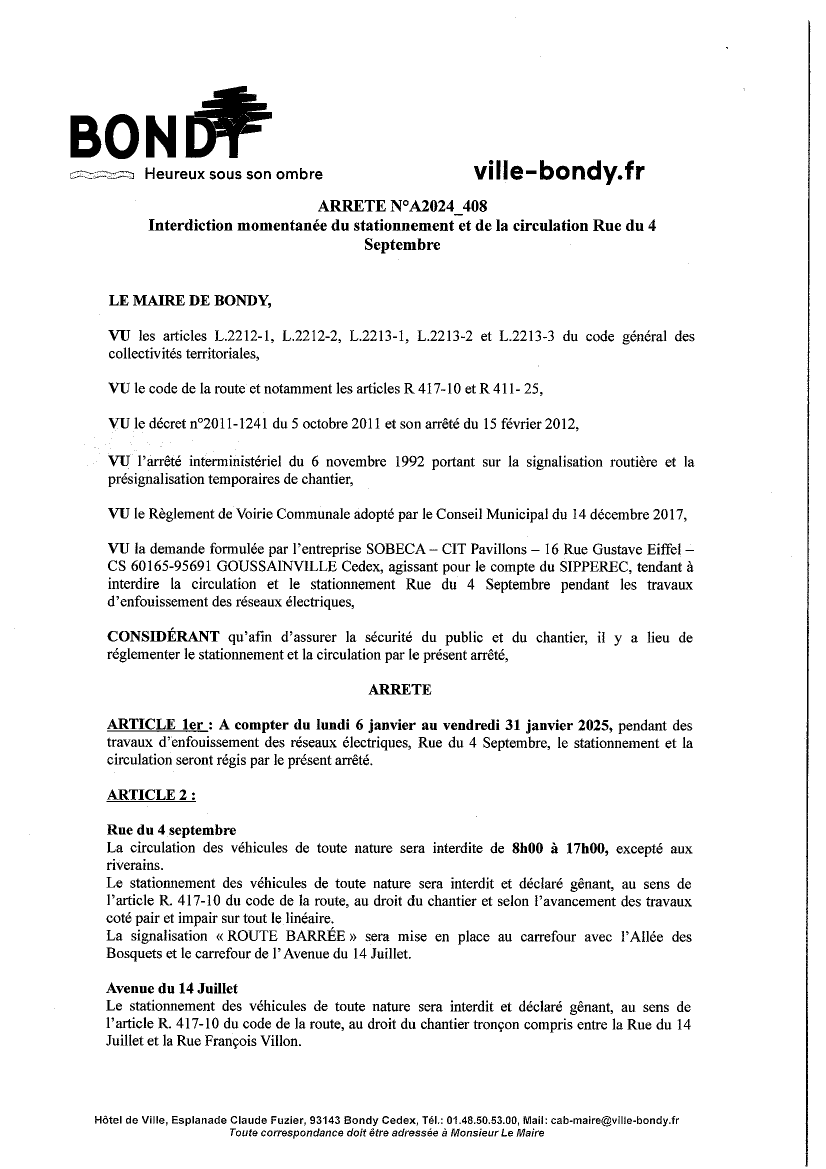 BONDY
Heureux sous son ombre
ville-bondy.fr
ARRETE N°A2024_408
Interdiction momentanée du stationnement et de la circulation Rue du 4
Septembre
LE MAIRE DE BONDY,
VU les articles L.2212-1, L.2212-2, L.2213-1, L.2213-2 et L.2213-3 du code général des
collectivités territoriales,
VU le code de la route et notamment les articles R 417-10 et R 411- 25,
VU le décret n°2011-1241 du 5 octobre 2011 et son arrêté du 15 février 2012,
VU l'arrêté interministériel du 6 novembre 1992 portant sur la signalisation routière et la
présignalisation temporaires de chantier,
VU le Règlement de Voirie Communale adopté par le Conseil Municipal du 14 décembre 2017,
VU la demande formulée par l'entreprise SOBECA – CIT Pavillons – 16 Rue Gustave Eiffel –
CS 60165-95691 GOUSSAINVILLE Cedex, agissant pour le compte du SIPPEREC, tendant à
interdire la circulation et le stationnement Rue du 4 Septembre pendant les travaux
d'enfouissement des réseaux électriques,
CONSIDÉRANT qu'afin d'assurer la sécurité du public et du chantier, il y a lieu de
réglementer le stationnement et la circulation par le présent arrêté,
ARRETE
ARTICLE 1er : A compter du lundi 6 janvier au vendredi 31 janvier 2025, pendant des
travaux d'enfouissement des réseaux électriques, Rue du 4 Septembre, le stationnement et la
circulation seront régis par le présent arrêté.
ARTICLE 2 :
Rue du 4 septembre
La circulation des véhicules de toute nature sera interdite de 8h00 à 17h00, excepté aux
riverains.
Le stationnement des véhicules de toute nature sera interdit et déclaré gênant, au sens de
l'article R. 417-10 du code de la route, au droit du chantier et selon l'avancement des travaux
coté pair et impair sur tout le linéaire.
La signalisation « ROUTE BARRÉE » sera mise en place au carrefour avec l'Allée des
Bosquets et le carrefour de l'Avenue du 14 Juillet.
Avenue du 14 Juillet
Le stationnement des véhicules de toute nature sera interdit et déclaré gênant, au sens de
l'article R. 417-10 du code de la route, au droit du chantier tronçon compris entre la Rue du 14
Juillet et la Rue François Villon.
Hôtel de Ville, Esplanade Claude Fuzier, 93143 Bondy Cedex, Tél.: 01.48.50.53.00, Mail: cab-maire@ville-bondy.fr
Toute correspondance doit être adressée à Monsieur Le Maire